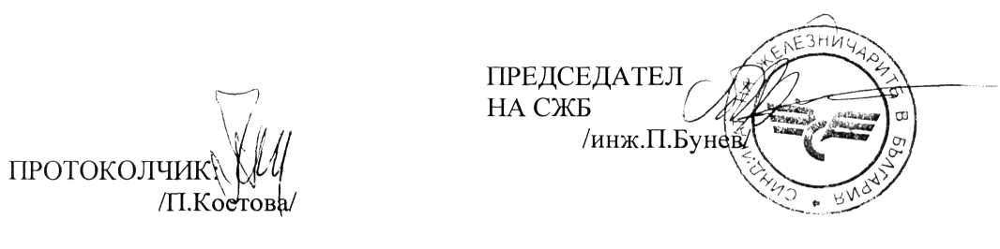 ПРЕДСЕДАТЕЛ
НА СЖБ
/инж.П.Бунев/
ПРОТОКОЛЧИК:
/П.Костова/
ЖЕЛЕЗНИЧАРИТЕ В БЪЛГАРИЯ